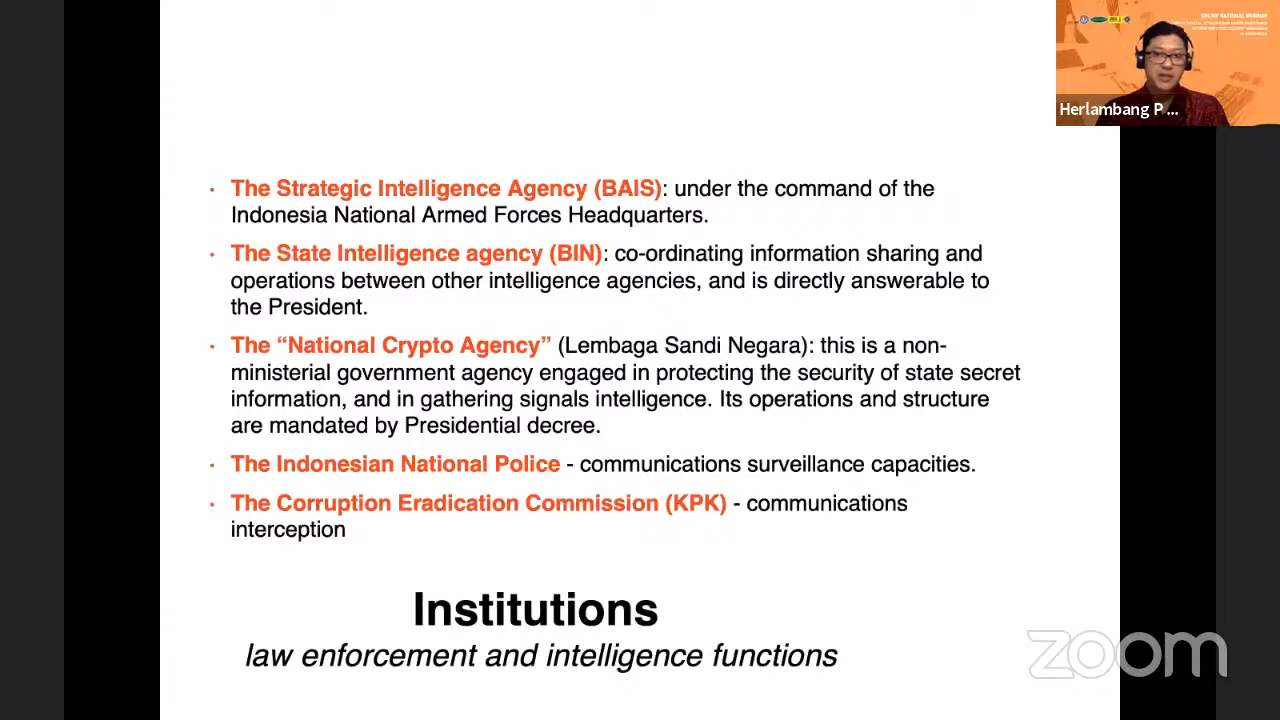 ONLINE NATIONAL WEBINAR
Herlambang P ...
· The Strategic Intelligence Agency (BAIS): under the command of the
Indonesia National Armed Forces Headquarters.
· The State Intelligence agency (BIN): co-ordinating information sharing and
operations between other intelligence agencies, and is directly answerable to
the President.
· The “National Crypto Agency” (Lembaga Sandi Negara): this is a non-
ministerial government agency engaged in protecting the security of state secret
information, and in gathering signals intelligence. Its operations and structure
are mandated by Presidential decree.
· The Indonesian National Police - communications surveillance capacities.
· The Corruption Eradication Commission (KPK) - communications
interception
Institutions
law enforcement and intelligence functions
zoom